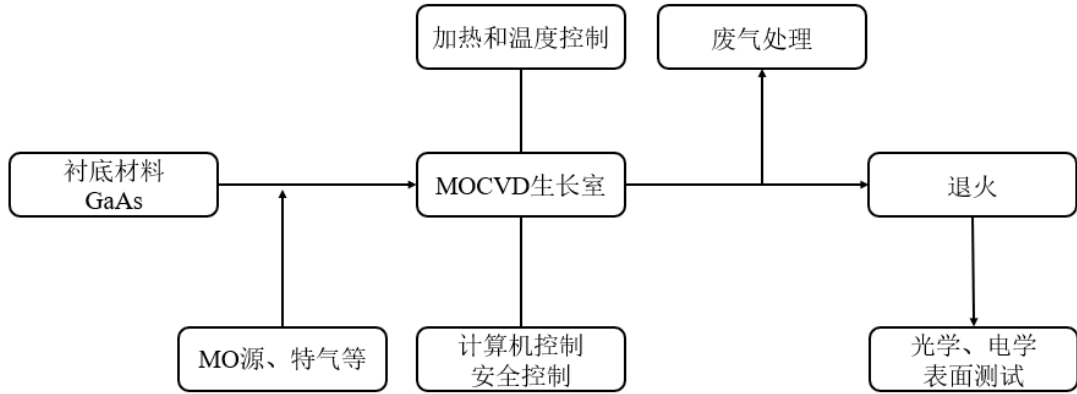 加热和温度控制
废气处理
衬底材料
GaAs
MOCVD生长室
退火
MO源、特气等
计算机控制
安全控制
光学、电学
表面测试